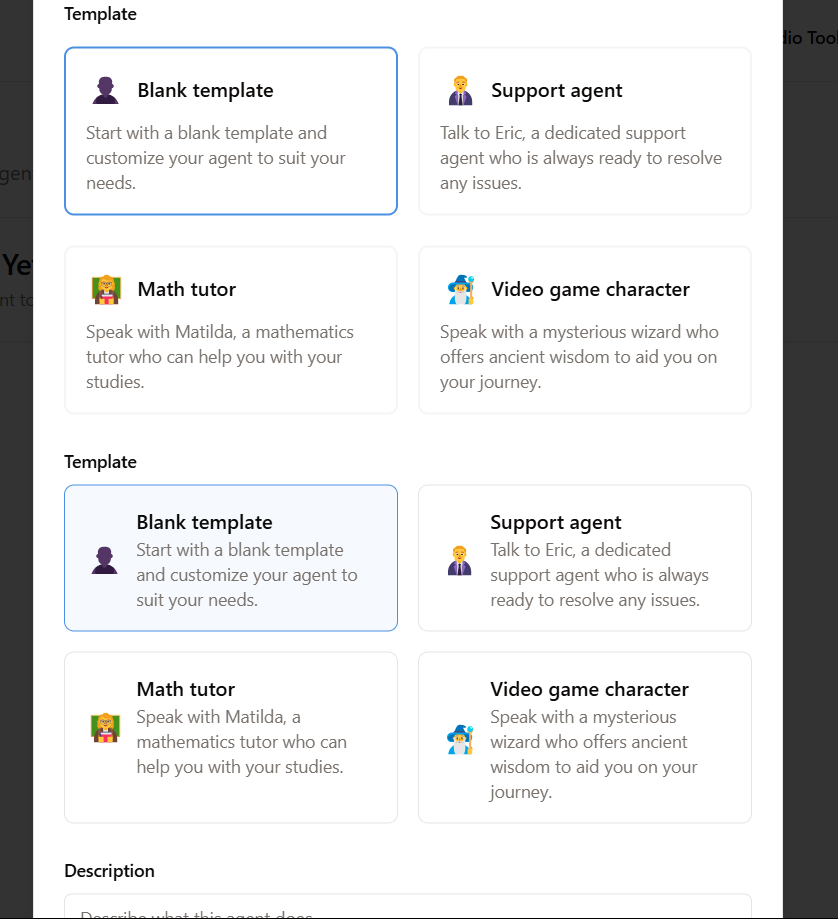 Template
dio Tool
Blank template
Start with a blank template and
customize your agent to suit your
needs.
Support agent
Talk to Eric, a dedicated support
agent who is always ready to resolve
any issues.
gen
Ye
nt to
Math tutor
Speak with Matilda, a mathematics
tutor who can help you with your
studies.
Video game character
Speak with a mysterious wizard who
offers ancient wisdom to aid you on
your journey.
Template
Blank template
Start with a blank template
and customize your agent to
suit your needs.
Support agent
Talk to Eric, a dedicated
support agent who is always
ready to resolve any issues.
Math tutor
Speak with Matilda, a
mathematics tutor who can
help you with your studies.
Video game character
Speak with a mysterious
wizard who offers ancient
wisdom to aid you on your
journey.
Description
Describe what this agent does